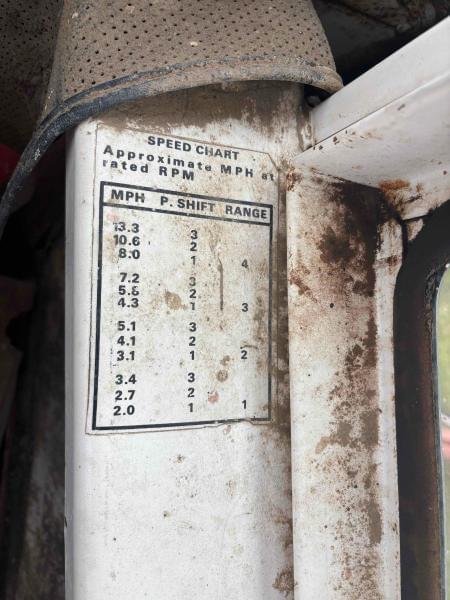 SPEED CHART
Approximate MPH at
rated RPM
MPH P. SHIFT RANGE
13.3 3
10.6 2
8.0 1 4
7.2 3
5.8 2
4.3 1 3
5.1 3
4.1 2
3.1 1 2
3.4 3
2.7 2
2.0 1 1